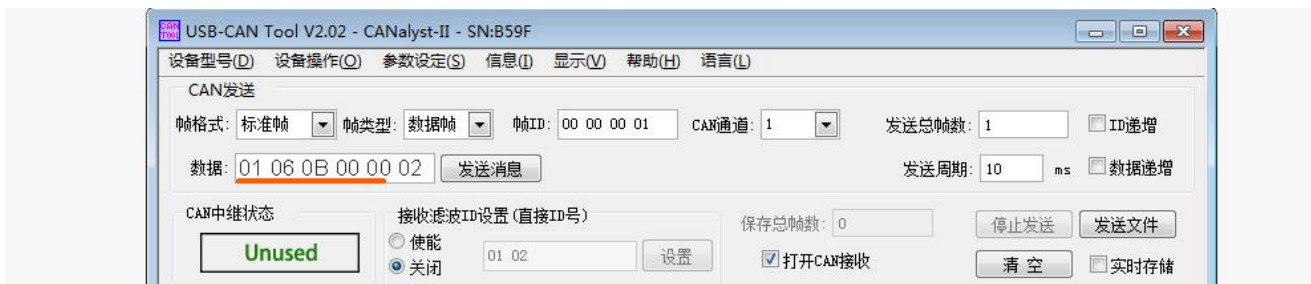 USB-CAN Tool V2.02 - CANalyst-II - SN:B59F
设备型号(D) 设备操作(O) 参数设定(S) 信息(I) 显示(V) 帮助(H) 语言(L)
CAN发送
帧格式: 标准帧 帧类型: 数据帧 帧ID: 00 00 00 01 CAN通道: 1 发送总帧数: 1 ID递增
数据: 01 06 0B 00 00 02 发送消息 发送周期: 10 ms 数据递增
CAN中继状态 接收滤波ID设置(直接ID号) 保存总帧数: 0 停止发送 发送文件
Unused 使能 01 02 设置
关闭 打开CAN接收 清空 实时存储